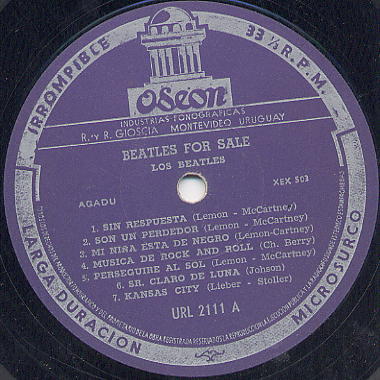 IRROMPIBLE
33 ⅓ R.P.M.
ODEON
INDUSTRIAS FONOGRAFICAS
R. y R. GIOSCIA MONTEVIDEO URUGUAY
BEATLES FOR SALE
LOS BEATLES
AGADU
XEX 503
1. SIN RESPUESTA (Lemon - McCartney)
2. SON UN PERDEDOR (Lemon - McCartney)
3. MI NIÑA ESTA DE NEGRO (Lemon-Cartney)
4. MUSICA DE ROCK AND ROLL (Ch. Berry)
5. PERSEGUIRE AL SOL (Lemon - McCartney)
6. SR. CLARO DE LUNA (Johson)
7. KANSAS CITY (Lieber - Stoller)
URL 2111 A
LARGA DURACION
MICROSURCO